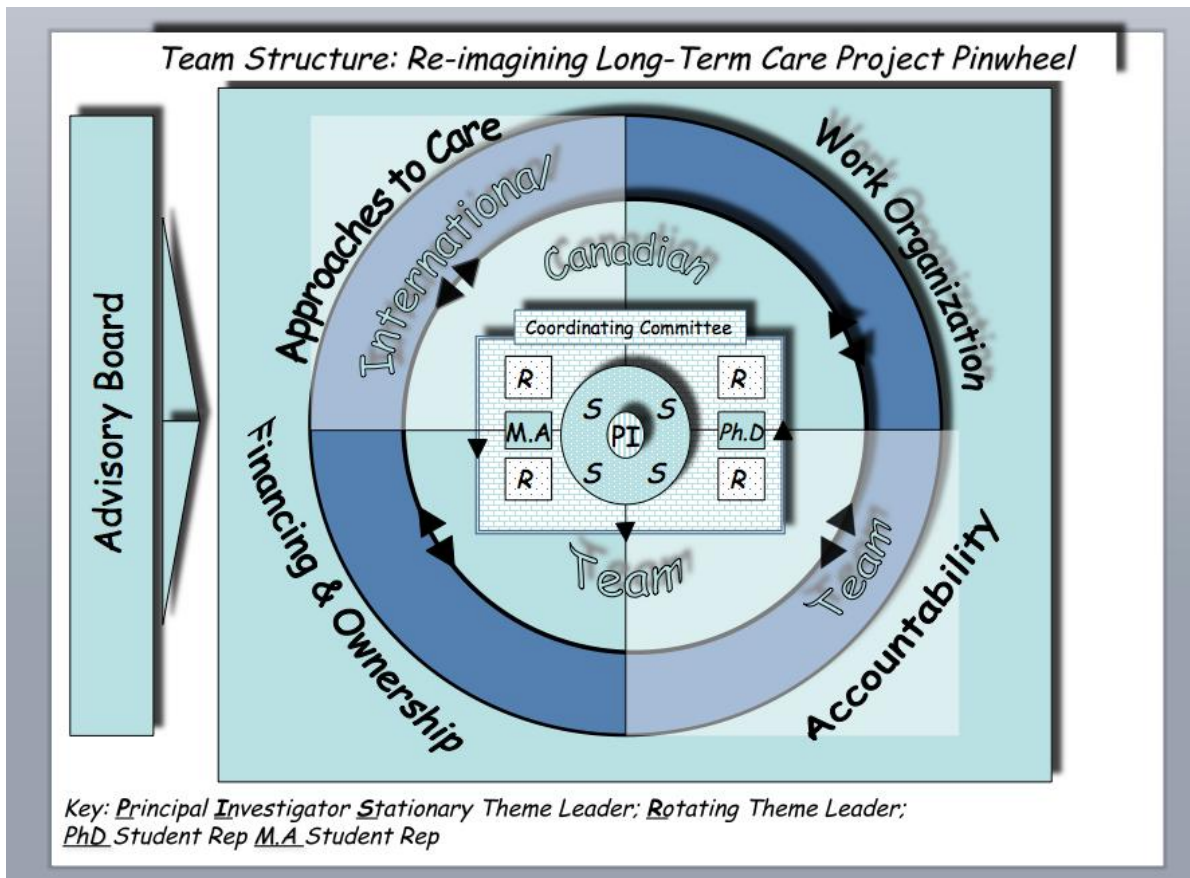 Team Structure: Re-imagining Long-Term Care Project Pinwheel
Advisory Board
Approaches to Care
Work Organization
International
Canadian
Coordinating Committee
R
R
S
S
M.A
PI
Ph.D
S
S
R
R
Team
Team
Financing & Ownership
Accountability
Key: Principal Investigator Stationary Theme Leader; Rotating Theme Leader;
PhD Student Rep M.A Student Rep